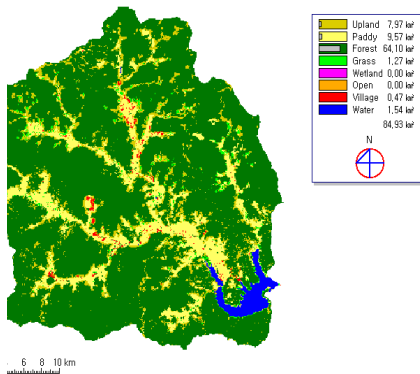 Upland 7,97 km²
Paddy 9,57 km²
Forest 64,10 km²
Grass 1,27 km²
Wetland 0,00 km²
Open 0,00 km²
Village 0,47 km²
Water 1,54 km²
84,93 km²
N
6 8 10 km